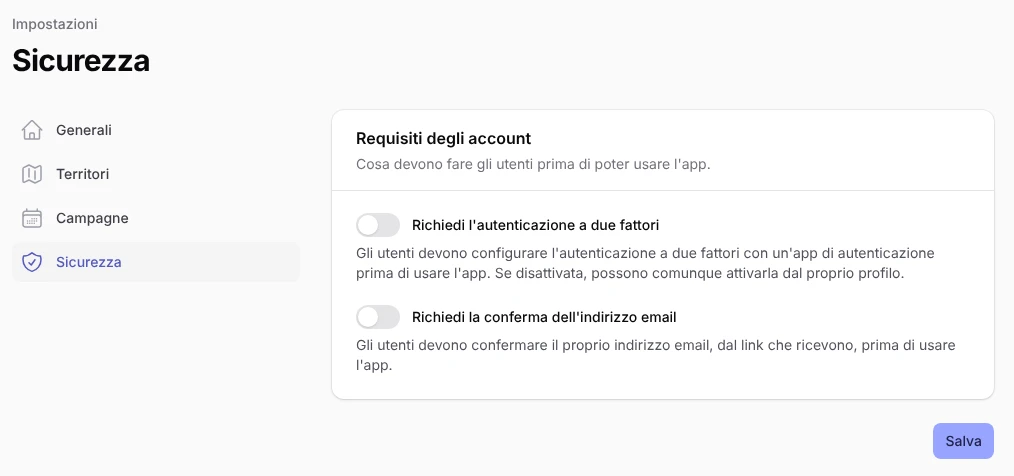 Impostazioni
Sicurezza
Generali
Territori
Campagne
Sicurezza
Requisiti degli account
Cosa devono fare gli utenti prima di poter usare l'app.
Richiedi l'autenticazione a due fattori
Gli utenti devono configurare l'autenticazione a due fattori con un'app di autenticazione
prima di usare l'app. Se disattivata, possono comunque attivarla dal proprio profilo.
Richiedi la conferma dell'indirizzo email
Gli utenti devono confermare il proprio indirizzo email, dal link che ricevono, prima di usare
l'app.
Salva